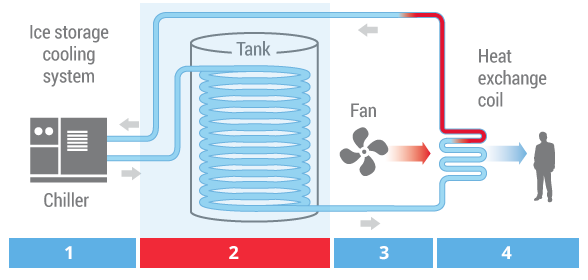 Ice storage
cooling
system
Tank
Heat
exchange
coil
Fan
Chiller
1
2
3
4